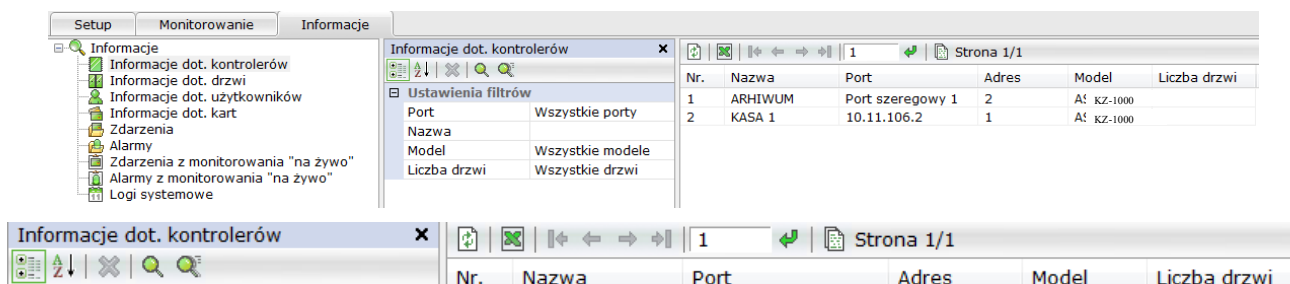 Setup Monitorowanie Informacje
Informacje
Informacje dot. kontrolerów
Informacje dot. drzwi
Informacje dot. użytkowników
Informacje dot. kart
Zdarzenia
Alarmy
Zdarzenia z monitorowania "na żywo"
Alarmy z monitorowania "na żywo"
Logi systemowe
Informacje dot. kontrolerów
Ustawienia filtrów
Port Wszystkie porty
Nazwa
Model Wszystkie modele
Liczba drzwi Wszystkie drzwi
1 Strona 1/1
Nr. Nazwa Port Adres Model Liczba drzwi
1 ARHIWUM Port szeregowy 1 2 KZ-1000
2 KASA 1 10.11.106.2 1 KZ-1000
Informacje dot. kontrolerów
1 Strona 1/1
Nr. Nazwa Port Adres Model Liczba drzwi